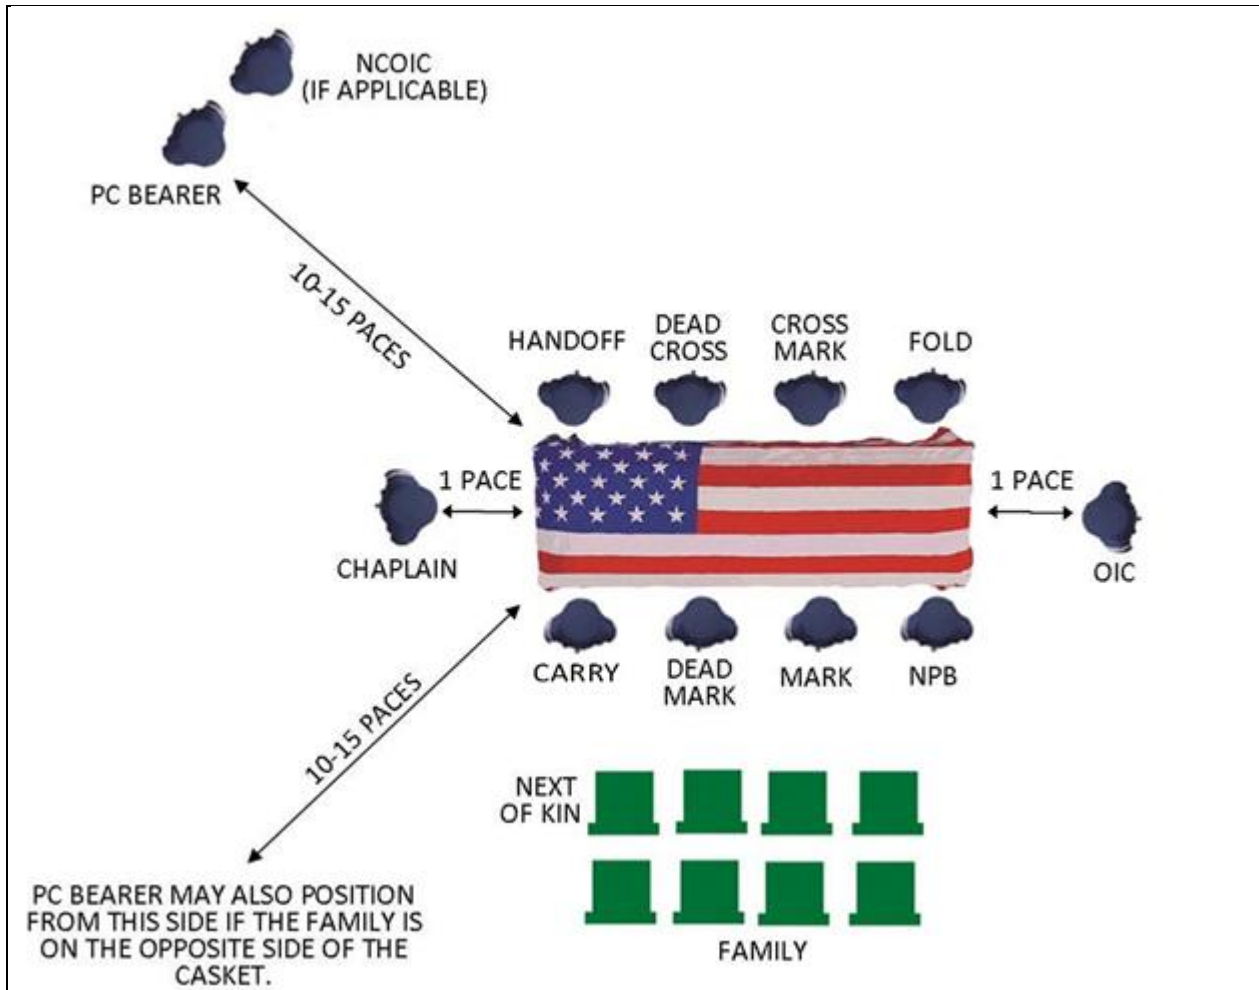 NCOIC
(IF APPLICABLE)
PC BEARER
10-15 PACES
HANDOFF
DEAD
CROSS
CROSS
MARK
FOLD
1 PACE
1 PACE
CHAPLAIN
OIC
CARRY
DEAD
MARK
MARK
NPB
10-15 PACES
NEXT
OF KIN
PC BEARER MAY ALSO POSITION
FROM THIS SIDE IF THE FAMILY IS
ON THE OPPOSITE SIDE OF THE
CASKET.
FAMILY